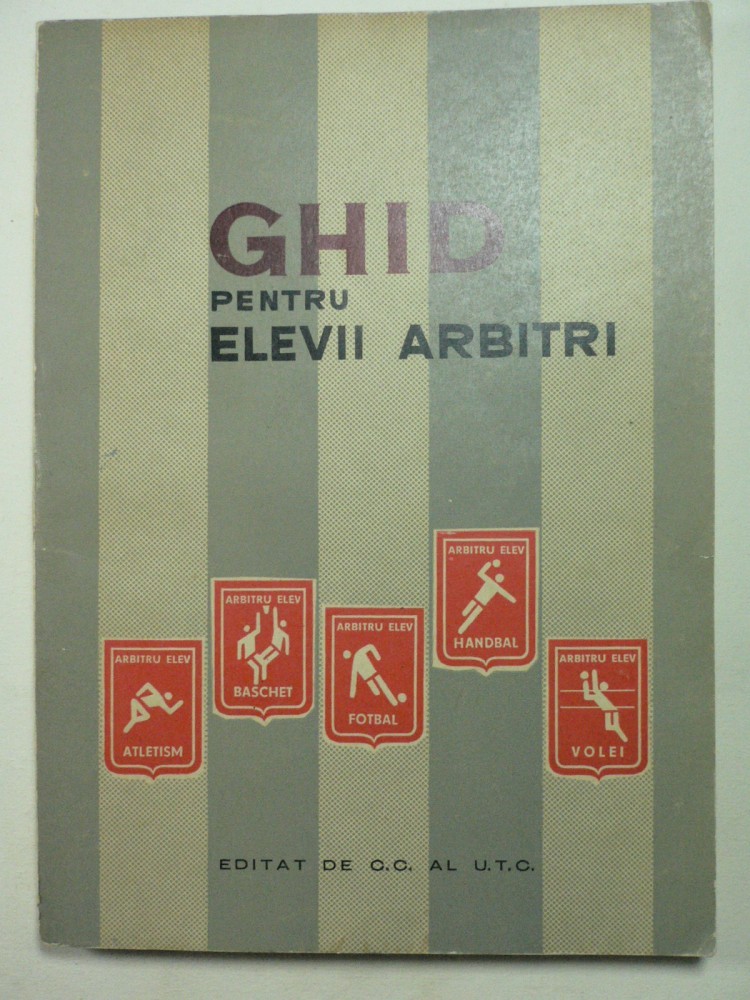 GHID
PENTRU
ELEVII ARBITRI
ARBITRU ELEV
ATLETISM
ARBITRU ELEV
BASCHET
ARBITRU ELEV
FOTBAL
ARBITRU ELEV
HANDBAL
ARBITRU ELEV
VOLEI
EDITAT DE C.C. AL U.T.C.